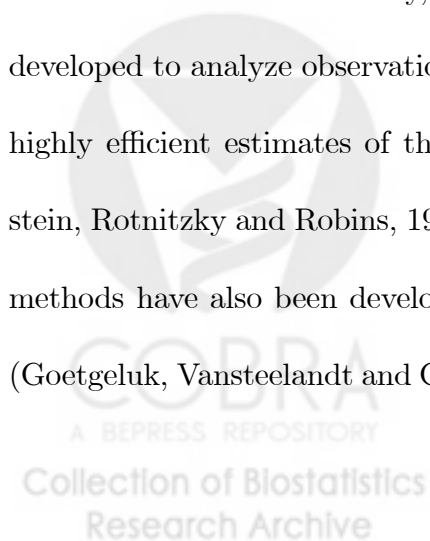 y,
developed to analyze observatio
highly efficient estimates of th
stein, Rotnitzky and Robins, 19
methods have also been develo
(Goetgeluk, Vansteelandt and G
COBRA
A BEPRESS REPOSITORY
Collection of Biostatistics
Research Archive